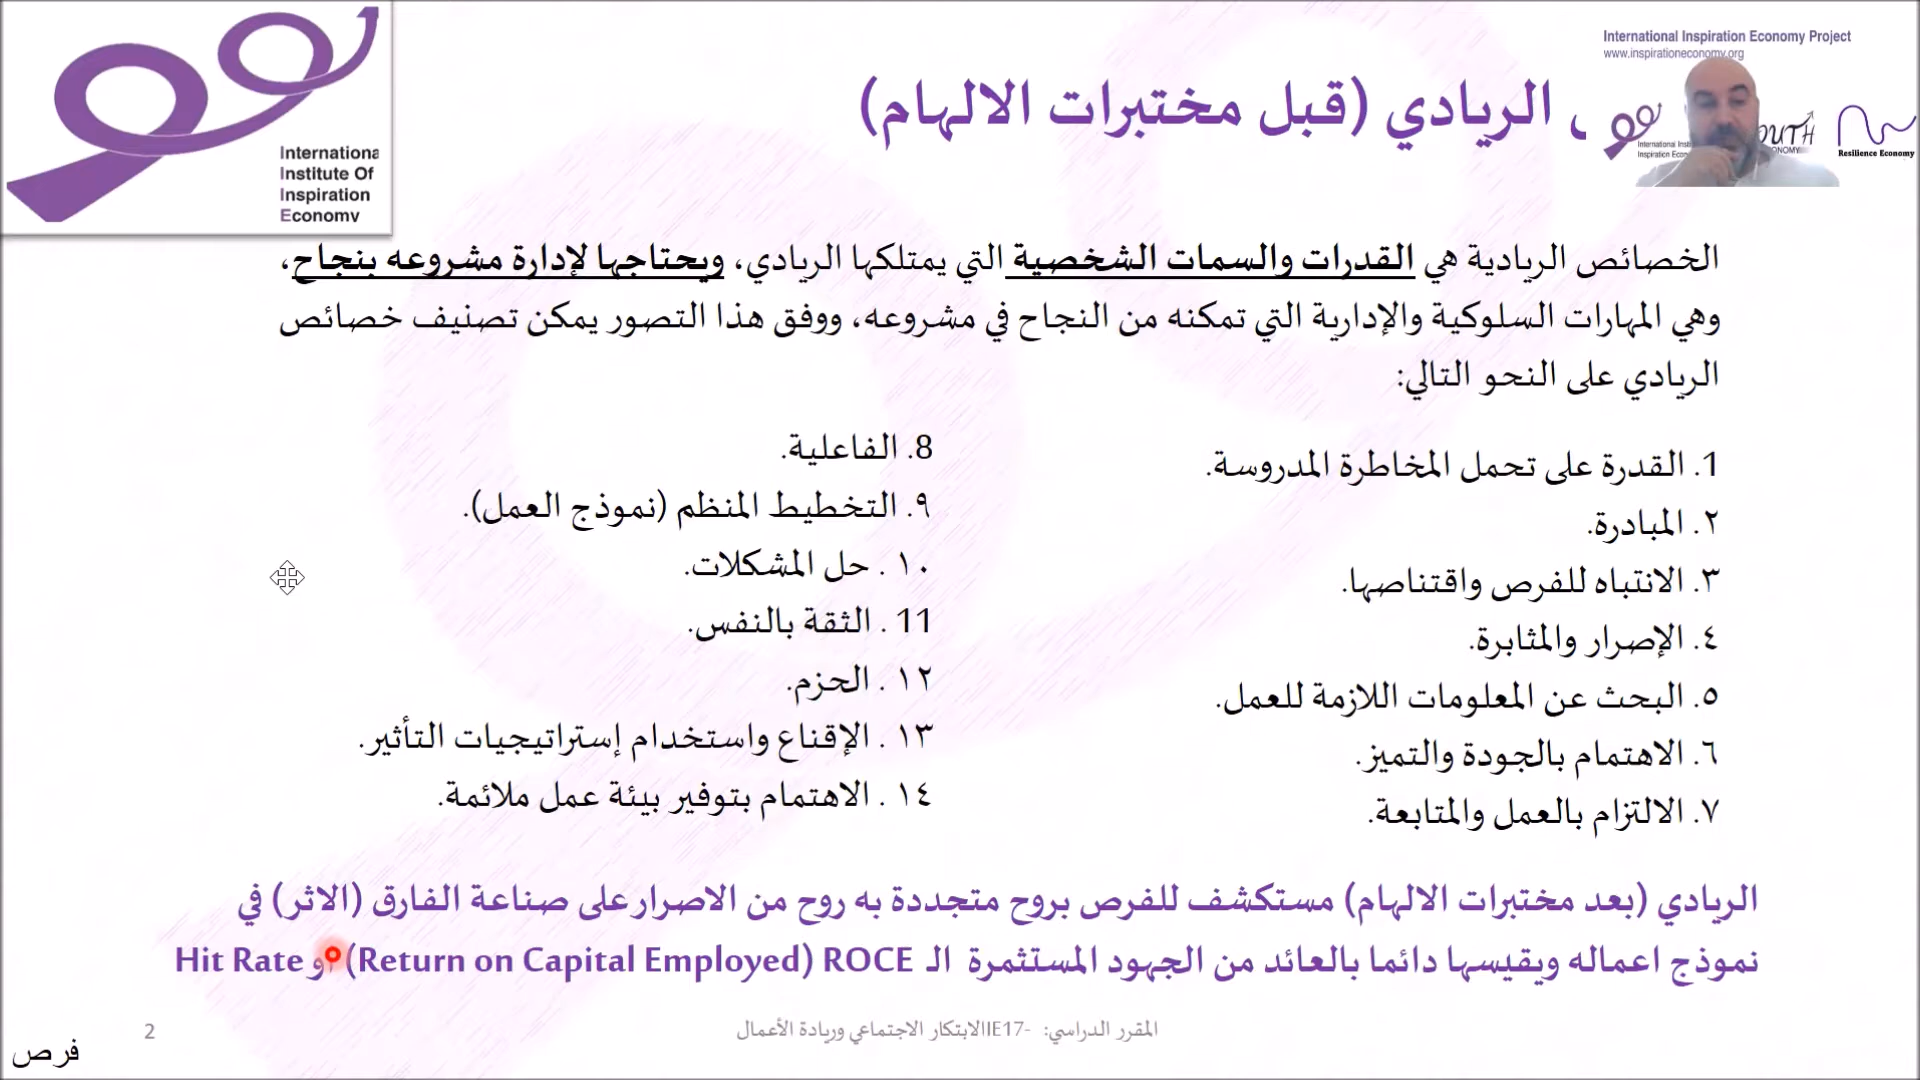 International
Institute Of
Inspiration
Economy
International Inspiration Economy Project
www.inspirationeconomy.org
الريادي (قبل مختبرات الالهام)
Resilience Economy
الخصائص الريادية هي القدرات والسمات الشخصية التي يمتلكها الريادي، ويحتاجها لإدارة مشروعه بنجاح،
وهي المهارات السلوكية والإدارية التي تمكنه من النجاح في مشروعه، ووفق هذا التصور يمكن تصنيف خصائص
الريادي على النحو التالي:
1. القدرة على تحمل المخاطرة المدروسة.
٢. المبادرة.
٣. الانتباه للفرص واقتناصها.
٤. الإصرار والمثابرة.
٥. البحث عن المعلومات اللازمة للعمل.
٦. الاهتمام بالجودة والتميز.
٧. الالتزام بالعمل والمتابعة.
8. الفاعلية.
٩. التخطيط المنظم (نموذج العمل).
١٠ . حل المشكلات.
11 . الثقة بالنفس.
١٢ . الحزم.
١٣ . الإقناع واستخدام إستراتيجيات التأثير.
١٤ . الاهتمام بتوفير بيئة عمل ملائمة.
الريادي (بعد مختبرات الالهام) مستكشف للفرص بروح متجددة به روح من الاصرار على صناعة الفارق (الاثر) في
نموذج اعماله ويقيسها دائما بالعائد من الجهود المستثمرة الـ ROCE (Return on Capital Employed) او Hit Rate
المقرر الدراسي: -IE17الابتكار الاجتماعي وريادة الأعمال
2
فرص